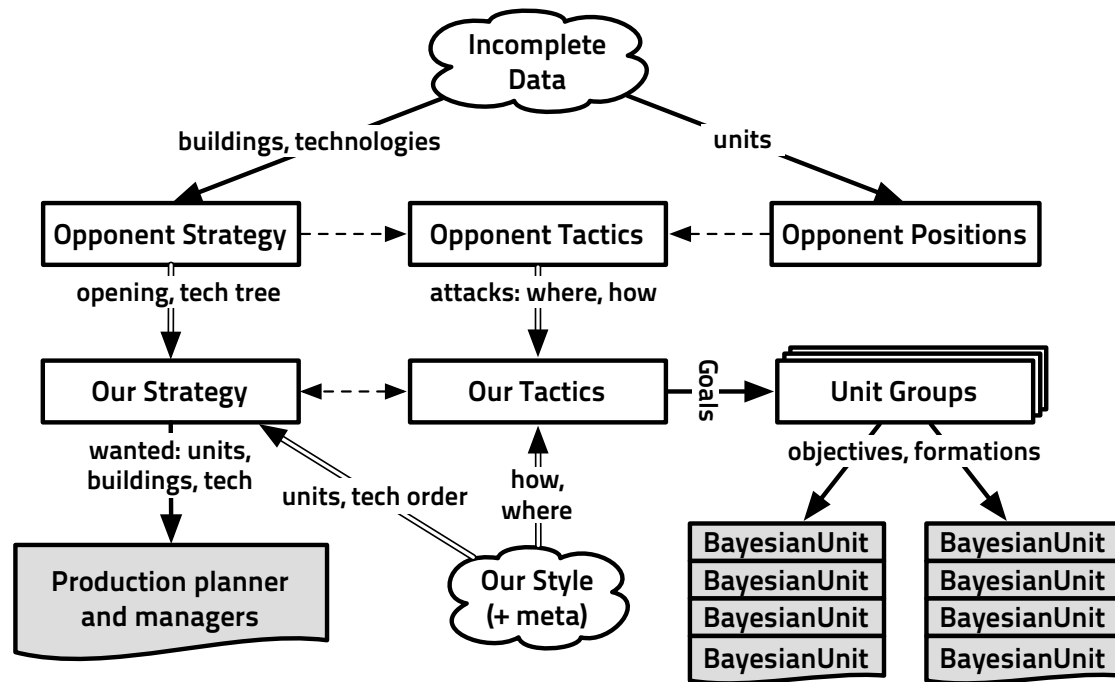 Incomplete
Data
buildings, technologies
units
Opponent Strategy
Opponent Tactics
Opponent Positions
opening, tech tree
attacks: where, how
Our Strategy
Our Tactics
Goals
Unit Groups
wanted: units,
buildings, tech
units, tech order
how,
where
objectives, formations
Production planner
and managers
Our Style
(+ meta)
BayesianUnit
BayesianUnit
BayesianUnit
BayesianUnit
BayesianUnit
BayesianUnit
BayesianUnit
BayesianUnit